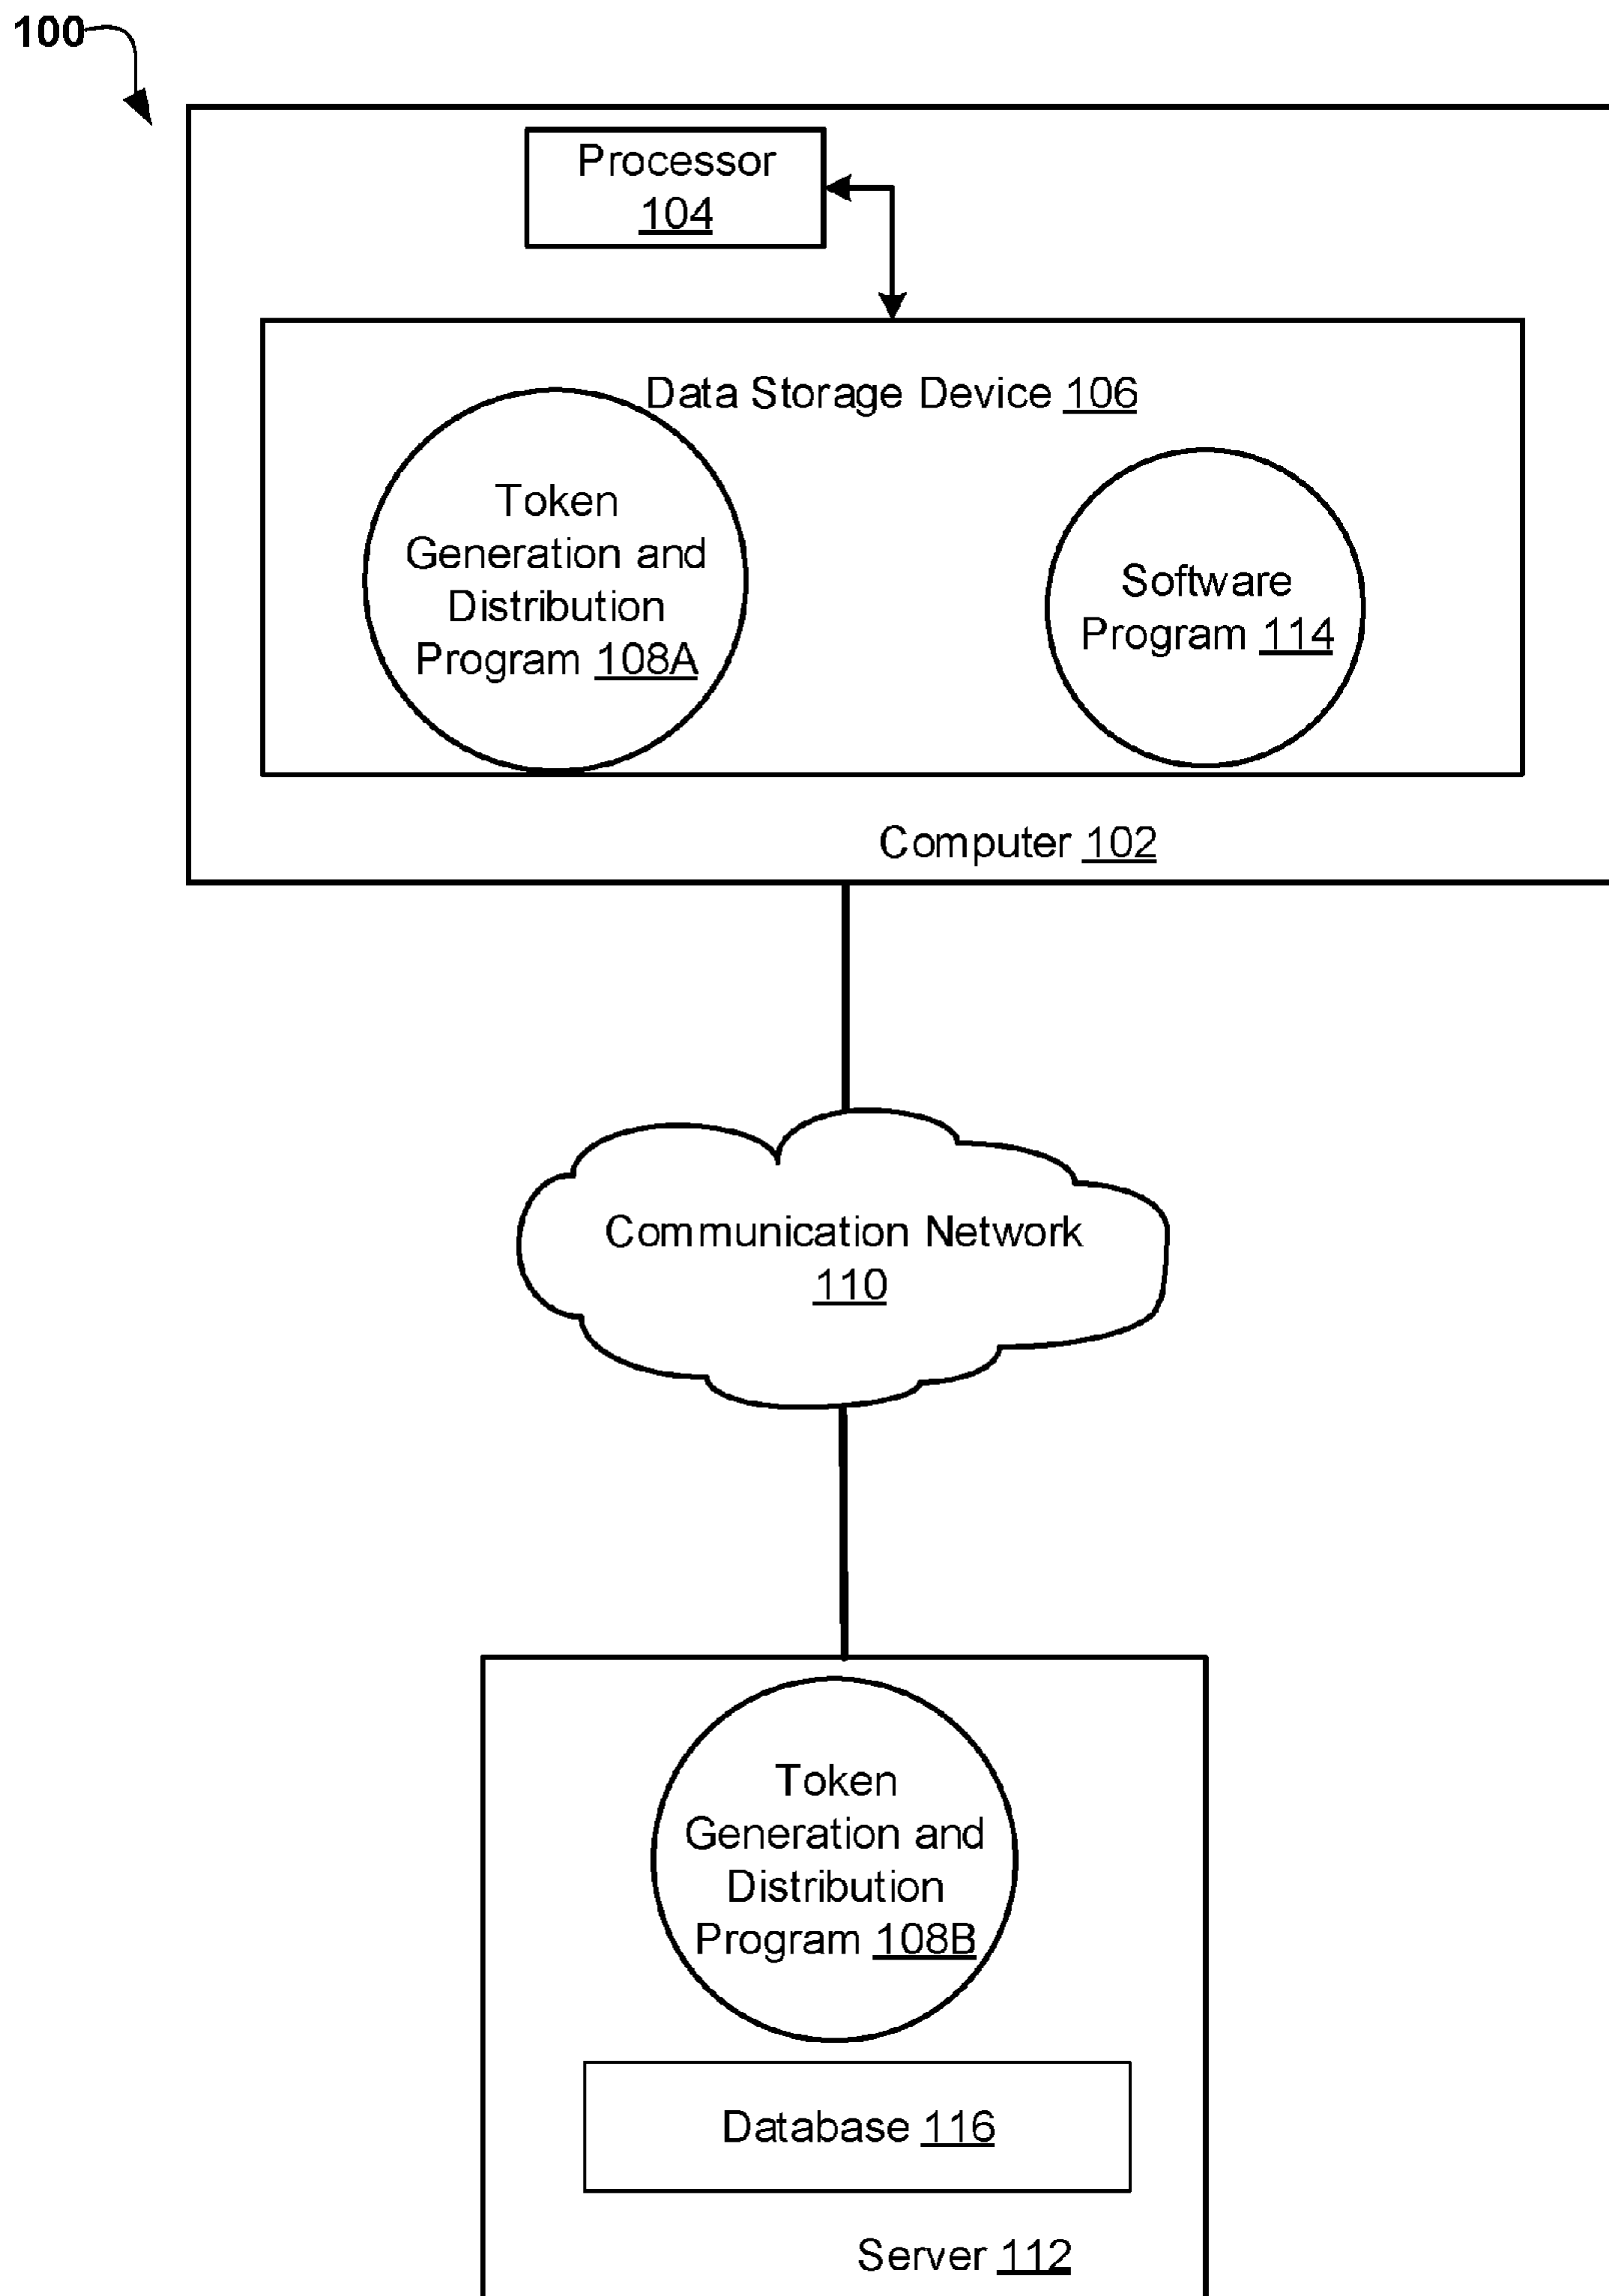 100
Processor
104
Data Storage Device 106
Token
Generation and
Distribution
Program 108A
Software
Program 114
Computer 102
Communication Network
110
Token
Generation and
Distribution
Program 108B
Database 116
Server 112